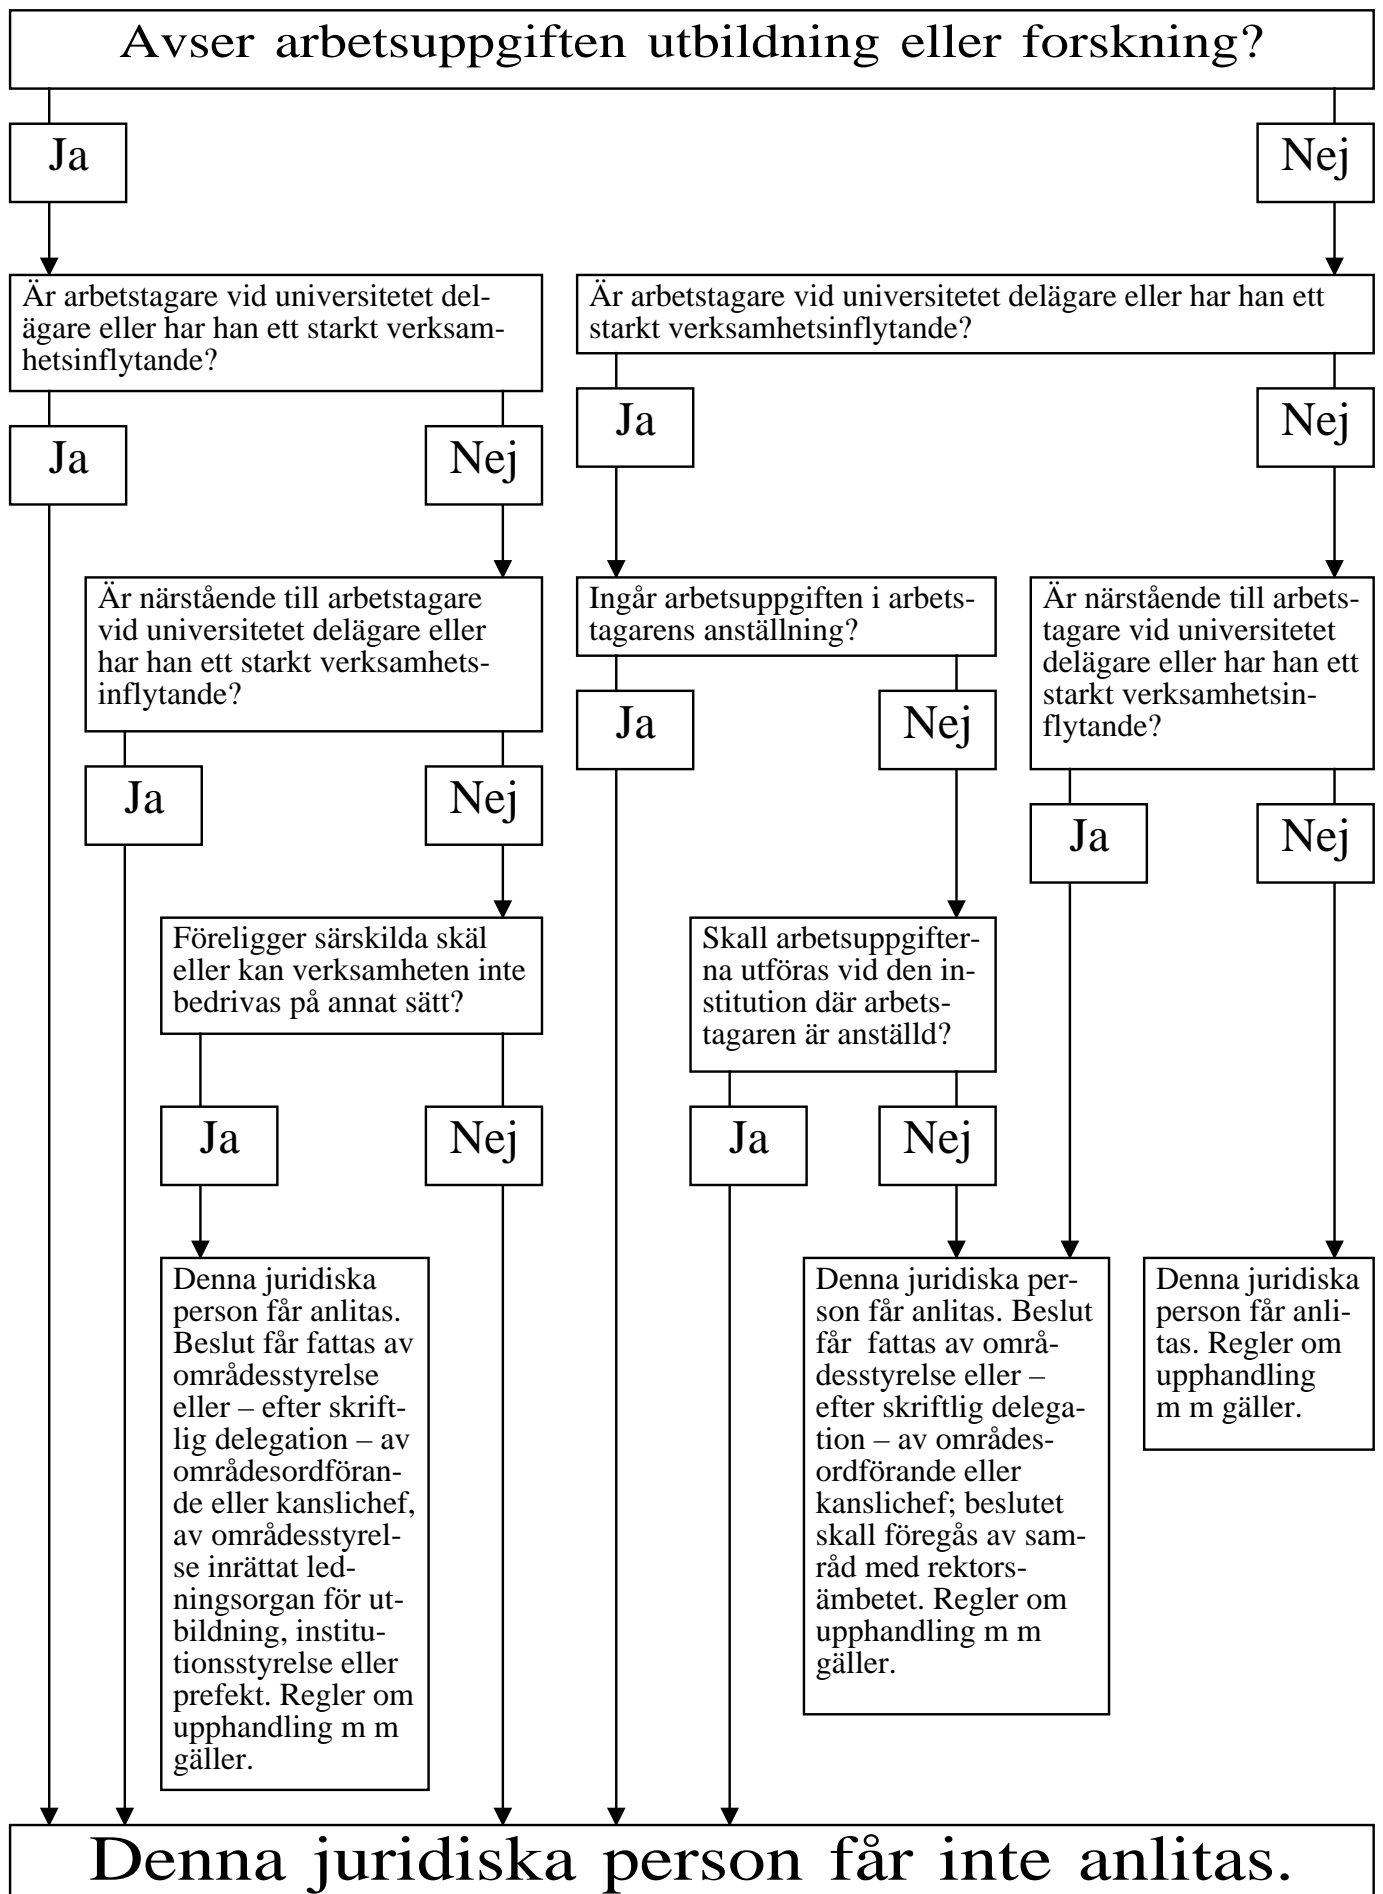 Avser arbetsuppgiften utbildning eller forskning?
Ja
Nej
Är arbetstagare vid universitetet del-
ägare eller har han ett starkt verksam-
hetsinflytande?
Är arbetstagare vid universitetet delägare eller har han ett
starkt verksamhetsinflytande?
Ja
Nej
Ja
Nej
Är närstående till arbetstagare
vid universitetet delägare eller
har han ett starkt verksamhets-
inflytande?
Ingår arbetsuppgiften i arbets-
tagarens anställning?
Är närstående till arbets-
tagare vid universitetet
delägare eller har han ett
starkt verksamhetsin-
flytande?
Ja
Nej
Ja
Nej
Ja
Nej
Föreligger särskilda skäl
eller kan verksamheten inte
bedrivas på annat sätt?
Skall arbetsuppgifter-
na utföras vid den in-
stitution där arbets-
tagaren är anställd?
Ja
Nej
Ja
Nej
Denna juridiska
person får anlitas.
Beslut får fattas av
områdesstyrelse
eller – efter skrift-
lig delegation – av
områdesordföran-
de eller kanslichef,
av områdesstyrel-
se inrättat led-
ningsorgan för ut-
bildning, institu-
tionsstyrelse eller
prefekt. Regler om
upphandling m m
gäller.
Denna juridiska per-
son får anlitas. Beslut
får fattas av områ-
desstyrelse eller –
efter skriftlig delega-
tion – av områdes-
ordförande eller
kanslichef; beslutet
skall föregås av sam-
råd med rektors-
ämbetet. Regler om
upphandling m m
gäller.
Denna juridiska
person får anli-
tas. Regler om
upphandling
m m gäller.
Denna juridiska person får inte anlitas.